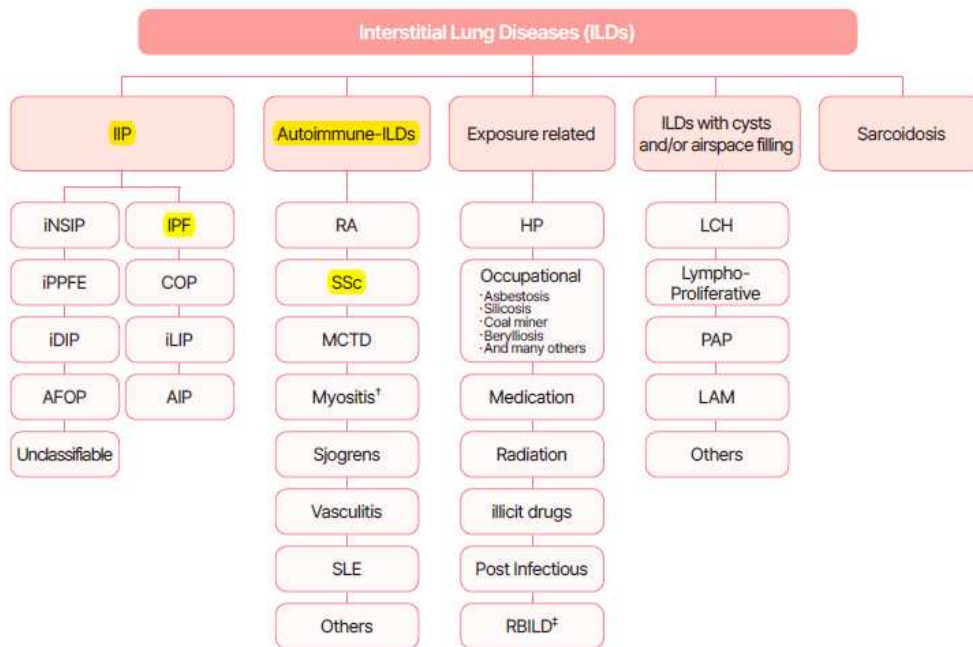 Interstitial Lung Diseases (ILDs)
IIP
Autoimmune-ILDs
Exposure related
ILDs with cysts
and/or airspace filling
Sarcoidosis
iNSIP
iPPFE
iDIP
AFOP
Unclassifiable
IPF
COP
iLIP
AIP
RA
SSc
MCTD
Myositis†
Sjogrens
Vasculitis
SLE
Others
HP
Occupational
·Asbestosis
·Silicosis
·Coal miner
·Berylliosis
·And many others
Medication
Radiation
illicit drugs
Post Infectious
RBILD‡
LCH
Lympho-
Proliferative
PAP
LAM
Others